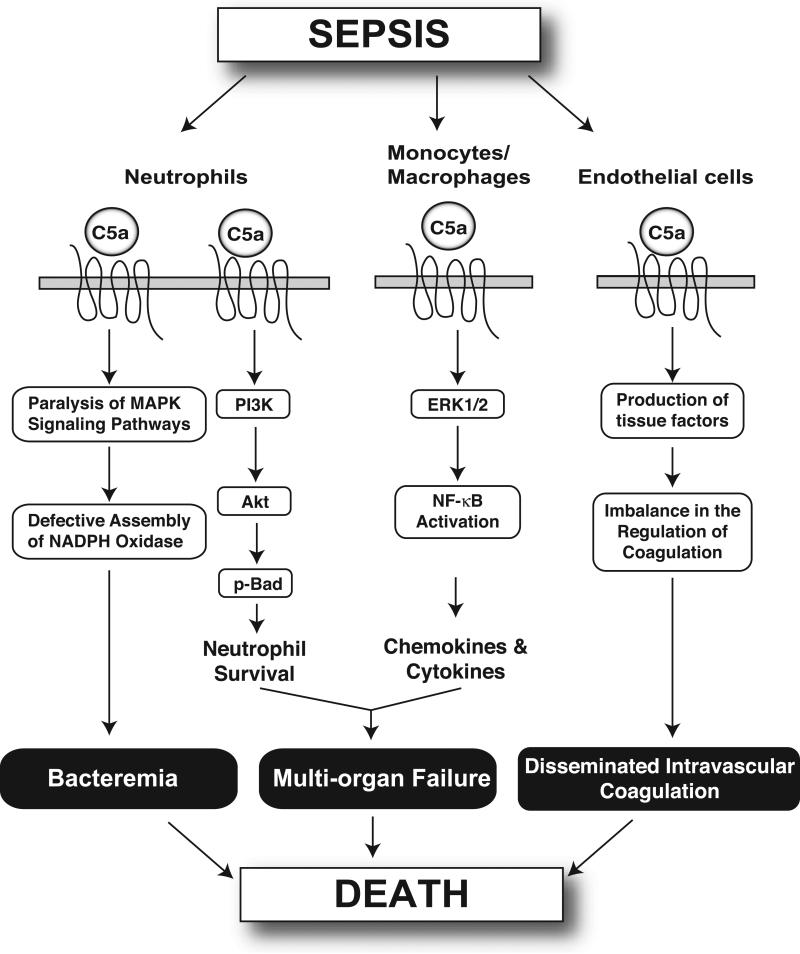 SEPSIS
Neutrophils
Monocytes/
Macrophages
Endothelial cells
C5a
C5a
C5a
C5a
Paralysis of MAPK
Signaling Pathways
PI3K
ERK1/2
Production of
tissue factors
Defective Assembly
of NADPH Oxidase
Akt
NF-κB
Activation
Imbalance in the
Regulation of
Coagulation
p-Bad
Neutrophil
Survival
Chemokines &
Cytokines
Bacteremia
Multi-organ Failure
Disseminated Intravascular
Coagulation
DEATH